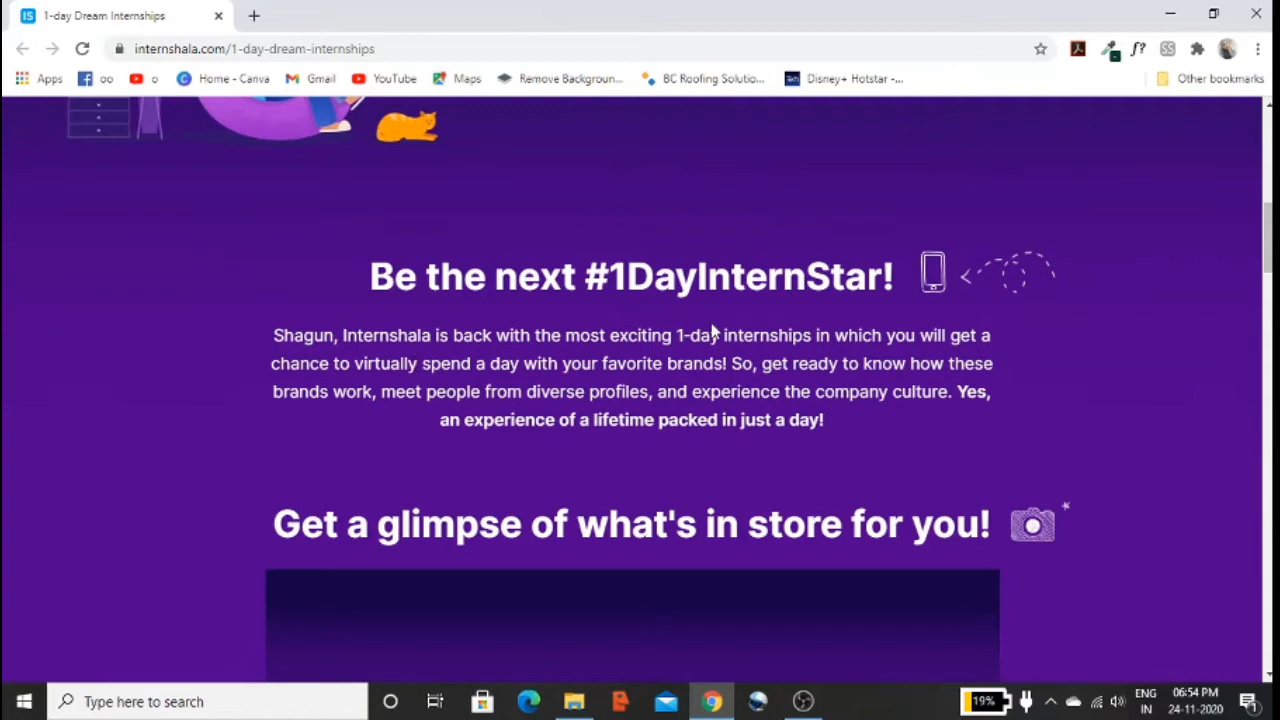 IS 1-day Dream Internships
internshala.com/1-day-dream-internships
f?
SS
Apps
oo
o
Home - Canva
Gmail
YouTube
Maps
Remove Backgroun...
BC Roofing Solutio...
Disney+ Hotstar -...
Other bookmarks
Be the next #1DayInternStar!
Shagun, Internshala is back with the most exciting 1-day internships in which you will get a
chance to virtually spend a day with your favorite brands! So, get ready to know how these
brands work, meet people from diverse profiles, and experience the company culture. Yes,
an experience of a lifetime packed in just a day!
Get a glimpse of what's in store for you!
Type here to search
19%
ENG
IN
06:54 PM
24-11-2020
1